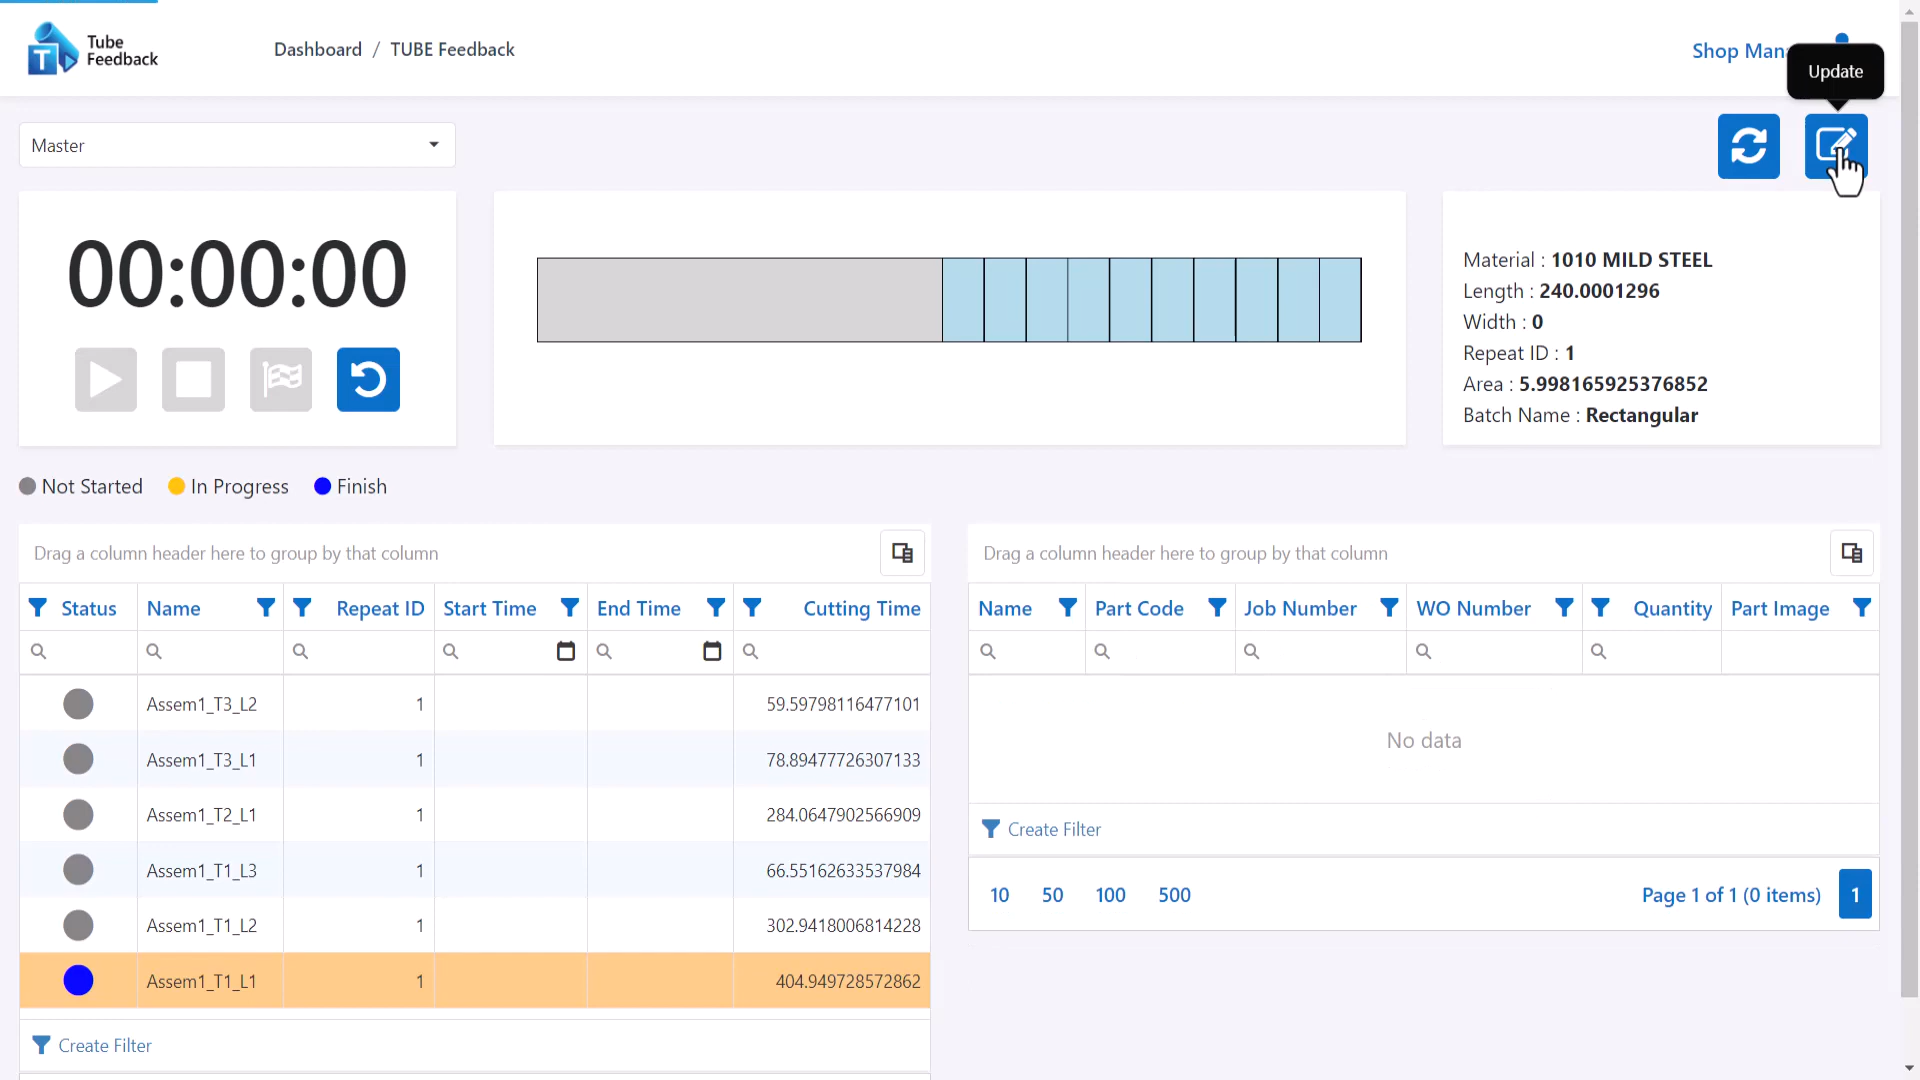 Tube
Feedback
Dashboard / TUBE Feedback
Shop Mana
Update
Master
00:00:00
Material : 1010 MILD STEEL
Length : 240.0001296
Width : 0
Repeat ID : 1
Area : 5.998165925376852
Batch Name : Rectangular
Not Started In Progress Finish
Drag a column header here to group by that column
Status Name Repeat ID Start Time End Time Cutting Time
Assem1_T3_L2 1 59.59798116477101
Assem1_T3_L1 1 78.89477726307133
Assem1_T2_L1 1 284.0647902566909
Assem1_T1_L3 1 66.55162633537984
Assem1_T1_L2 1 302.9418006814228
Assem1_T1_L1 1 404.949728572862
Create Filter
Drag a column header here to group by that column
Name Part Code Job Number WO Number Quantity Part Image
No data
Create Filter
10 50 100 500 Page 1 of 1 (0 items) 1